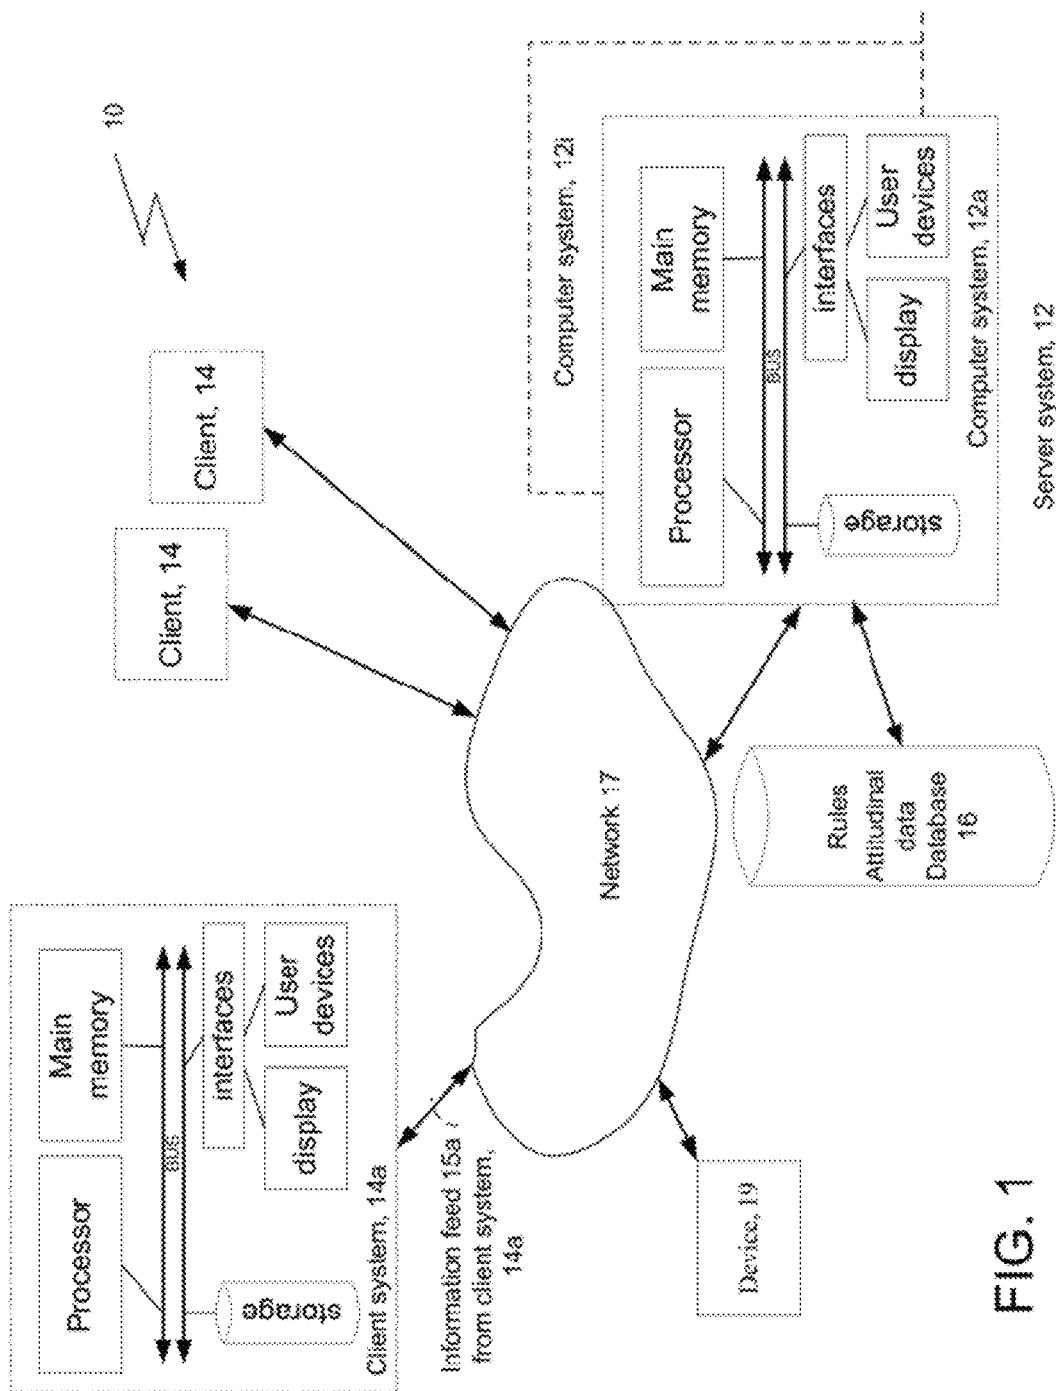 10
Client, 14
Client, 14
Computer system, 12i
Main
memory
Processor
BUS
interfaces
User
devices
display
storage
Computer system, 12a
Server system, 12
Network 17
Rules
Attitudinal
data
Database
16
Main
memory
Processor
BUS
interfaces
User
devices
display
storage
Client system, 14a
Information feed 15a
from client system,
14a
Device, 19
FIG. 1